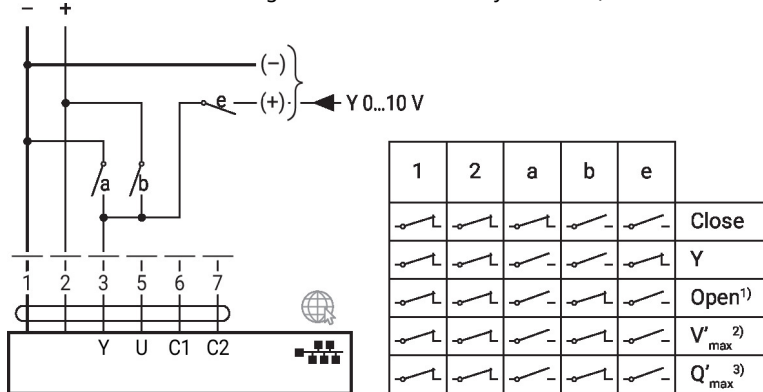 − +
(−)
e (+) Y 0...10 V
a b
1 2 3 5 6 7
Y U C1 C2
1 2 a b e
Close
Y
Open1)
V'max 2)
Q'max 3)